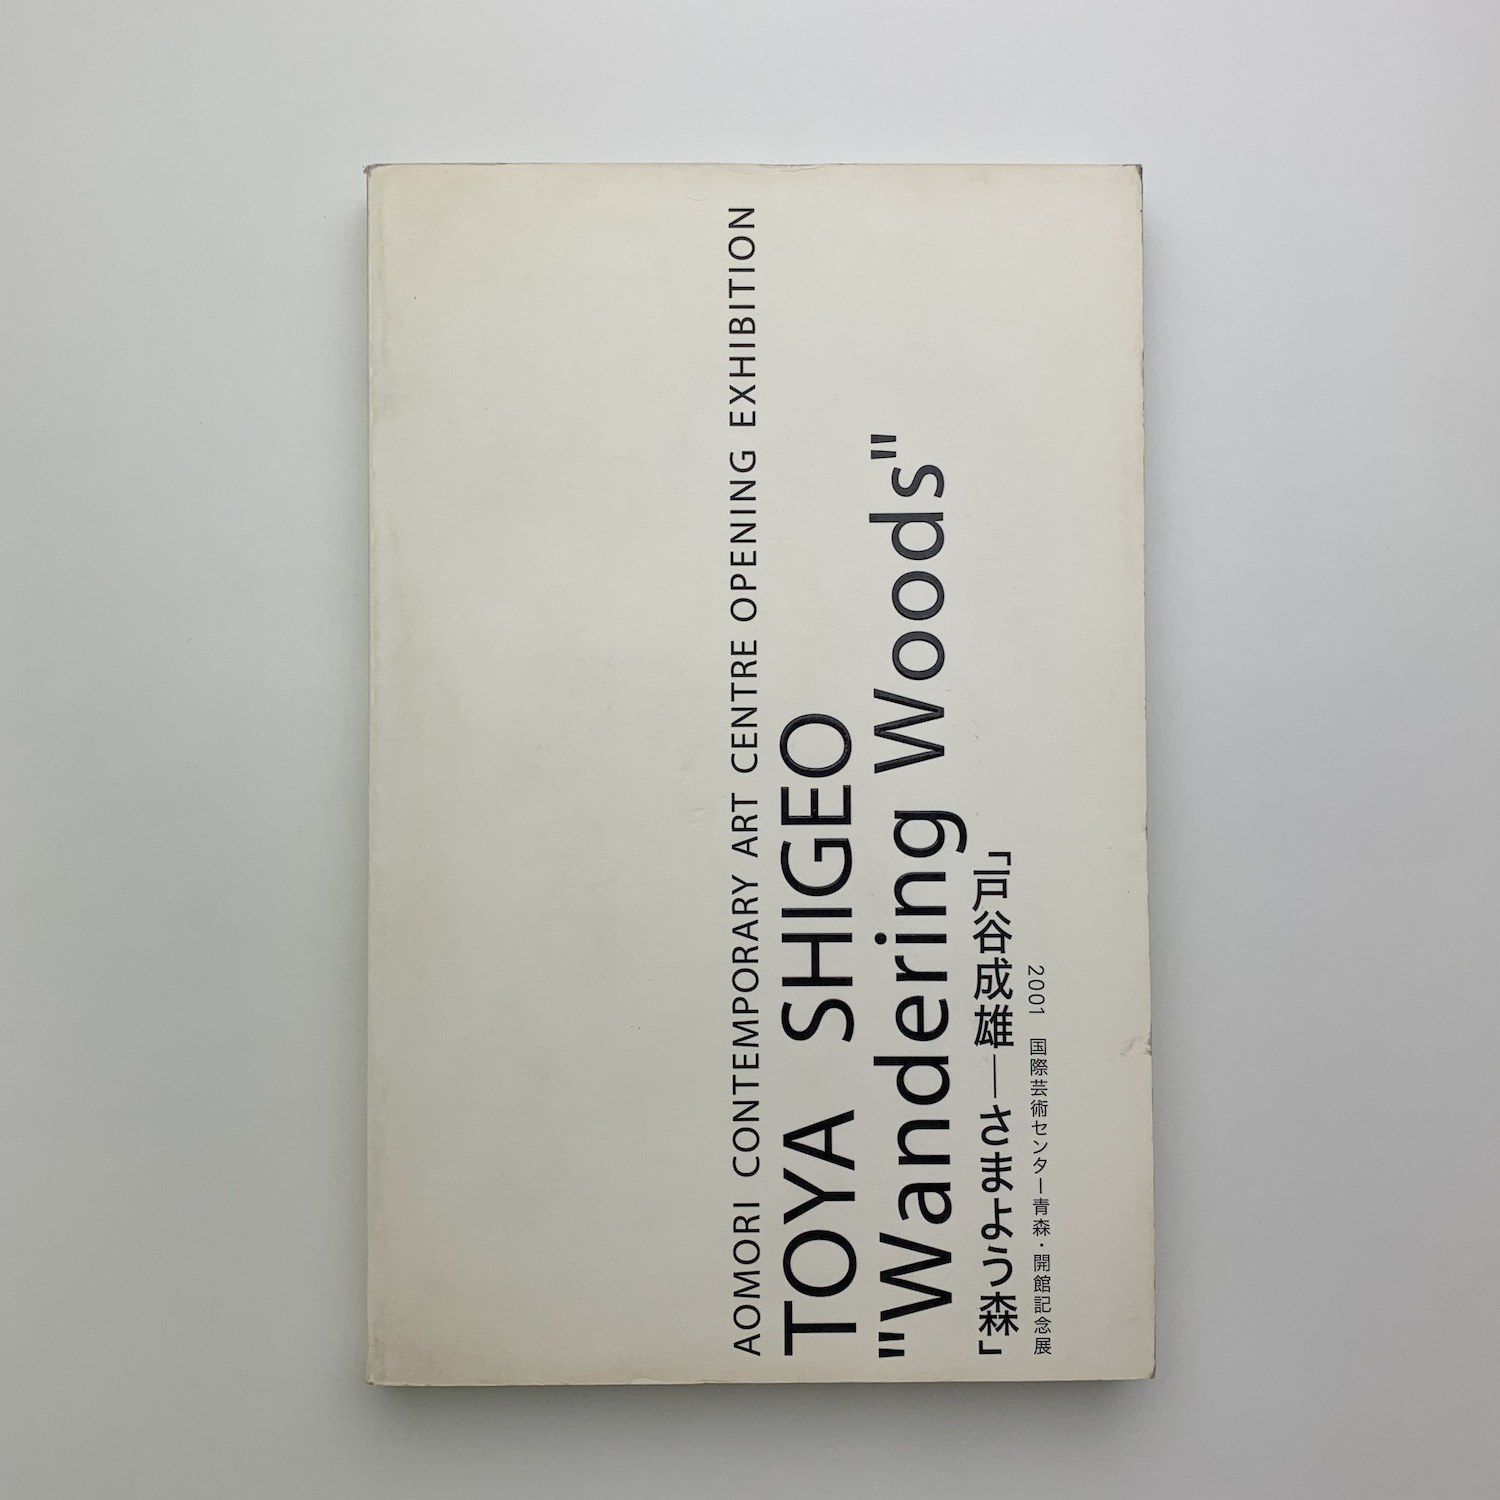 AOMORI CONTEMPORARY ART CENTRE OPENING EXHIBITION
TOYA SHIGEO
"Wandering Woods"
「戸谷成雄―さまよう森」
2001 国際芸術センター青森・開館記念展